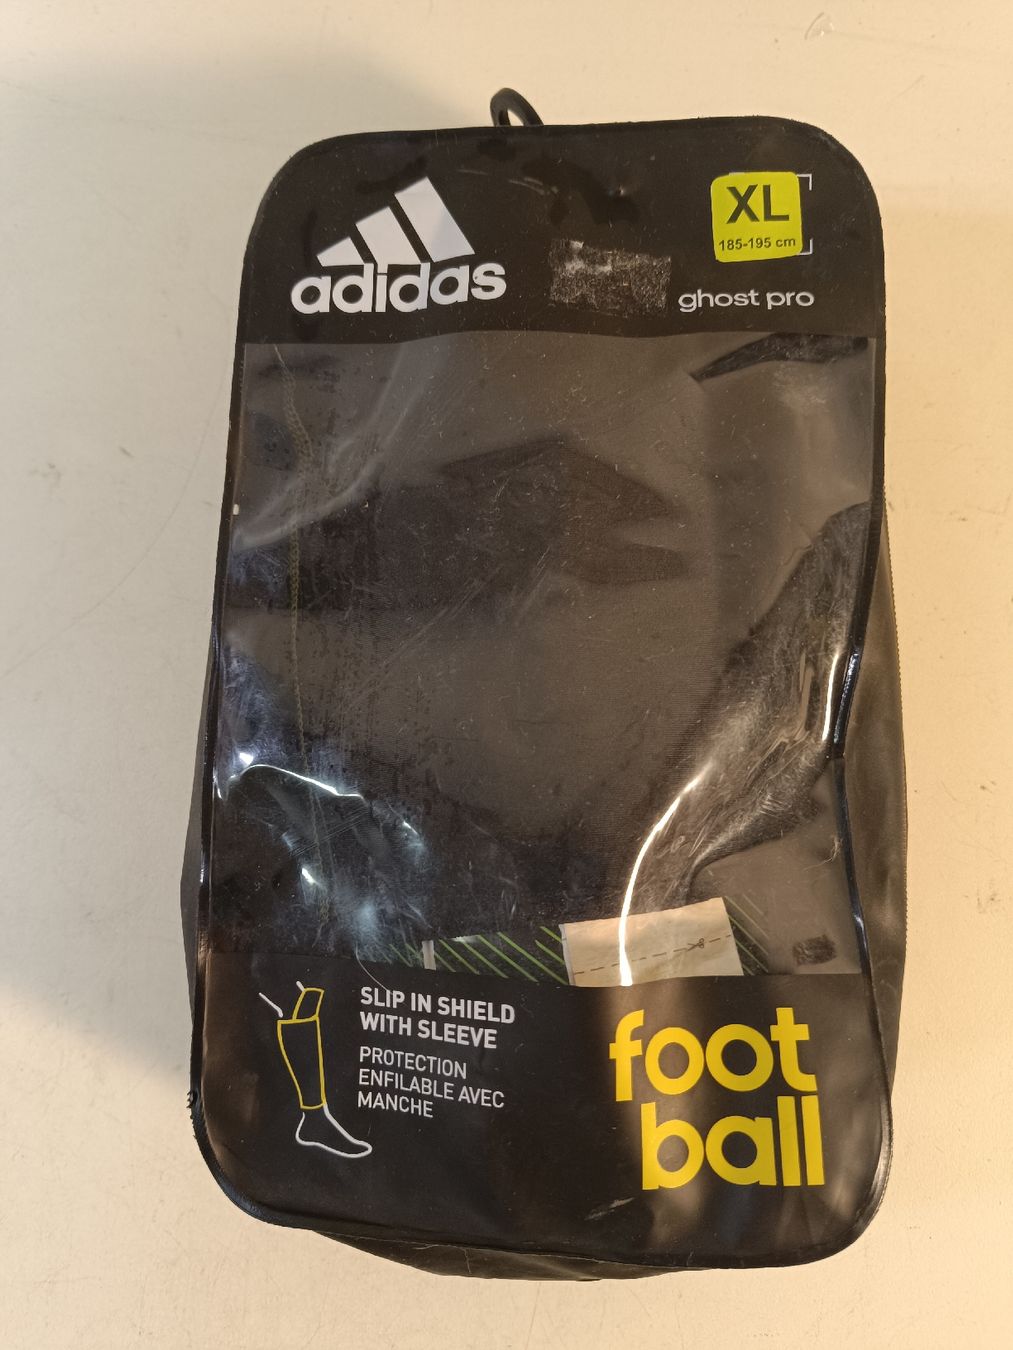 adidas
XL
185-195 cm
ghost pro
SLIP IN SHIELD
WITH SLEEVE
PROTECTION
ENFILABLE AVEC
MANCHE
foot
ball